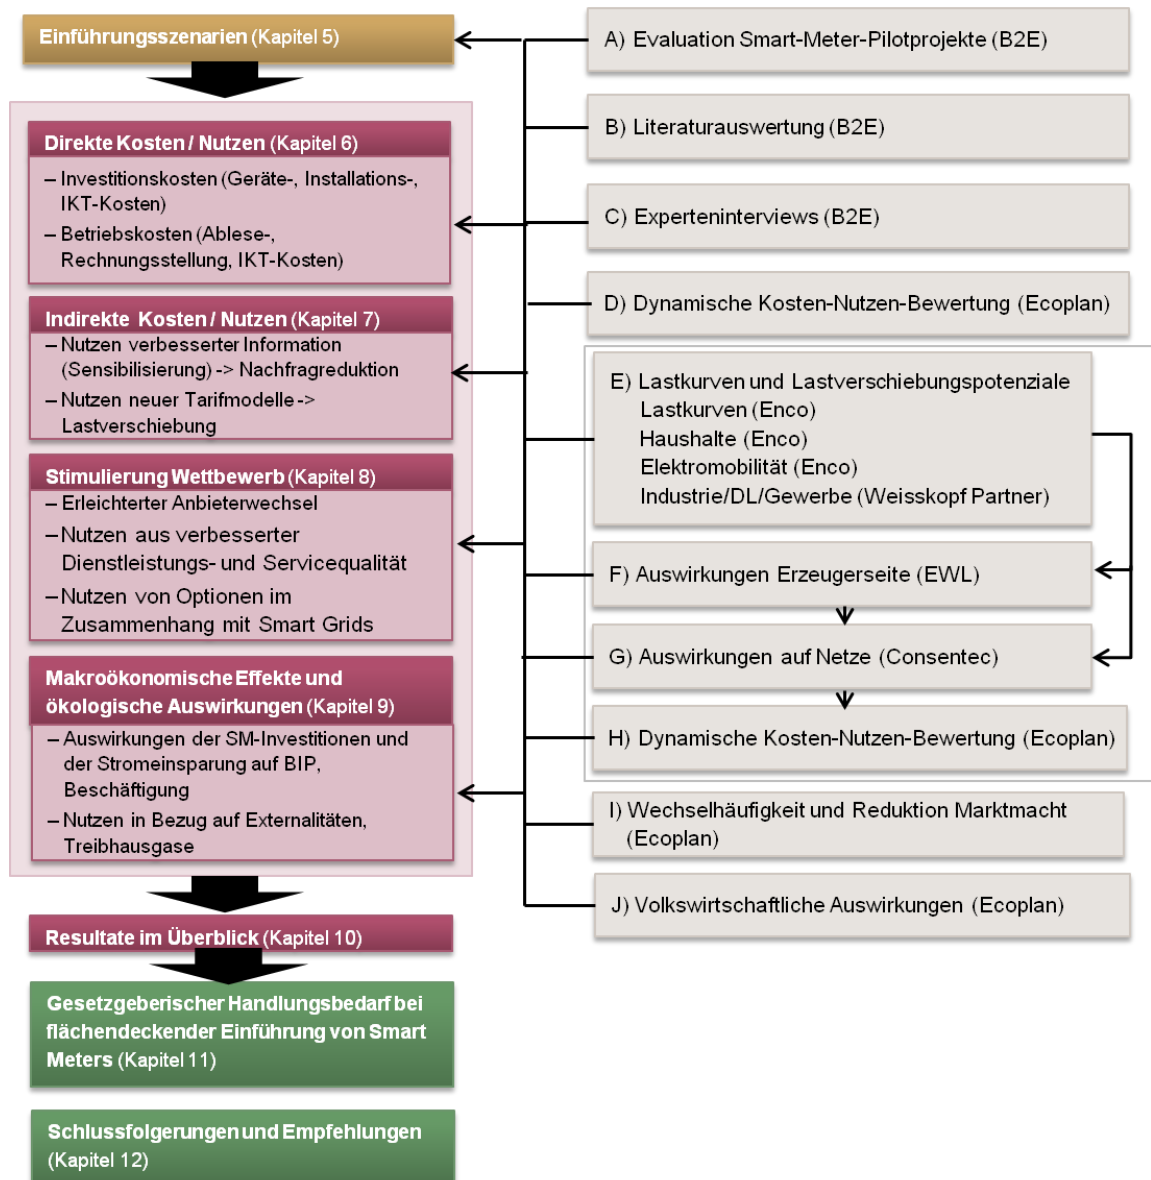 Einführungsszenarien (Kapitel 5)
Direkte Kosten / Nutzen (Kapitel 6)
– Investitionskosten (Geräte-, Installations-,
IKT-Kosten)
– Betriebskosten (Ablese-,
Rechnungsstellung, IKT-Kosten)
Indirekte Kosten / Nutzen (Kapitel 7)
– Nutzen verbesserter Information
(Sensibilisierung) -> Nachfragreduktion
– Nutzen neuer Tarifmodelle ->
Lastverschiebung
Stimulierung Wettbewerb (Kapitel 8)
– Erleichterter Anbieterwechsel
– Nutzen aus verbesserter
Dienstleistungs- und Servicequalität
– Nutzen von Optionen im
Zusammenhang mit Smart Grids
Makroökonomische Effekte und
ökologische Auswirkungen (Kapitel 9)
– Auswirkungen der SM-Investitionen und
der Stromeinsparung auf BIP,
Beschäftigung
– Nutzen in Bezug auf Externalitäten,
Treibhausgase
Resultate im Überblick (Kapitel 10)
Gesetzgeberischer Handlungsbedarf bei
flächendeckender Einführung von Smart
Meters (Kapitel 11)
Schlussfolgerungen und Empfehlungen
(Kapitel 12)
A) Evaluation Smart-Meter-Pilotprojekte (B2E)
B) Literaturauswertung (B2E)
C) Experteninterviews (B2E)
D) Dynamische Kosten-Nutzen-Bewertung (Ecoplan)
E) Lastkurven und Lastverschiebungspotenziale
Lastkurven (Enco)
Haushalte (Enco)
Elektromobilität (Enco)
Industrie/DL/Gewerbe (Weisskopf Partner)
F) Auswirkungen Erzeugerseite (EWL)
G) Auswirkungen auf Netze (Consentec)
H) Dynamische Kosten-Nutzen-Bewertung (Ecoplan)
I) Wechselhäufigkeit und Reduktion Marktmacht
(Ecoplan)
J) Volkswirtschaftliche Auswirkungen (Ecoplan)